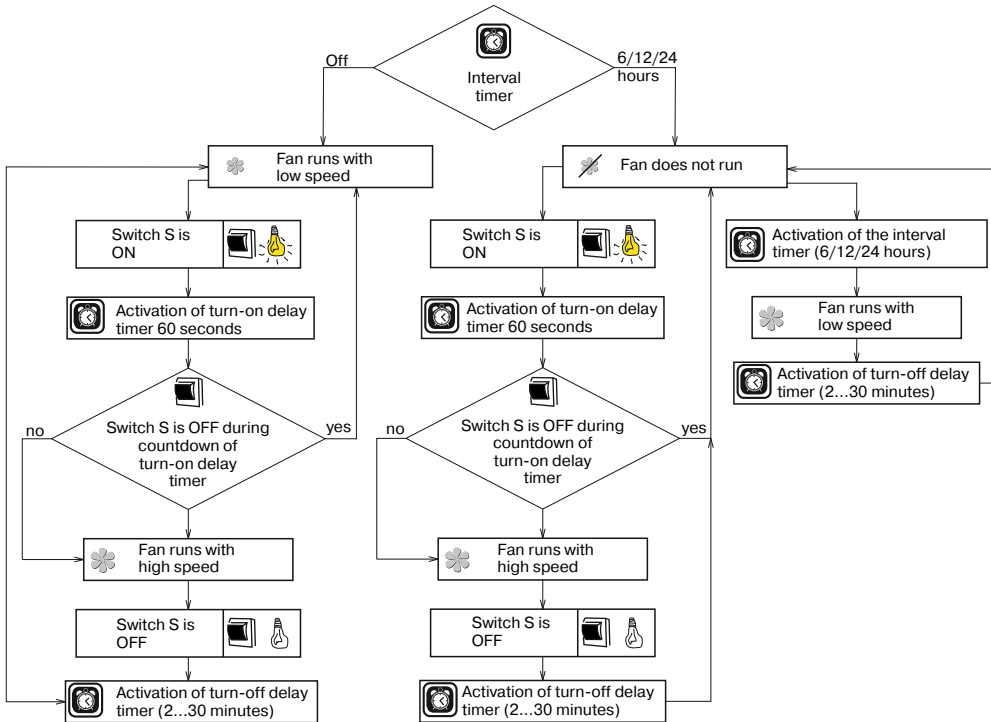 Off
Interval
timer
6/12/24
hours
Fan runs with
low speed
Switch S is
ON
Activation of turn-on delay
timer 60 seconds
Switch S is OFF during
countdown of
turn-on delay
timer
no
yes
Fan runs with
high speed
Switch S is
OFF
Activation of turn-off delay
timer (2...30 minutes)
Fan does not run
Switch S is
ON
Activation of turn-on delay
timer 60 seconds
Switch S is OFF during
countdown of
turn-on delay
timer
no
yes
Fan runs with
high speed
Switch S is
OFF
Activation of turn-off delay
timer (2...30 minutes)
Activation of the interval
timer (6/12/24 hours)
Fan runs with
low speed
Activation of turn-off delay
timer (2...30 minutes)